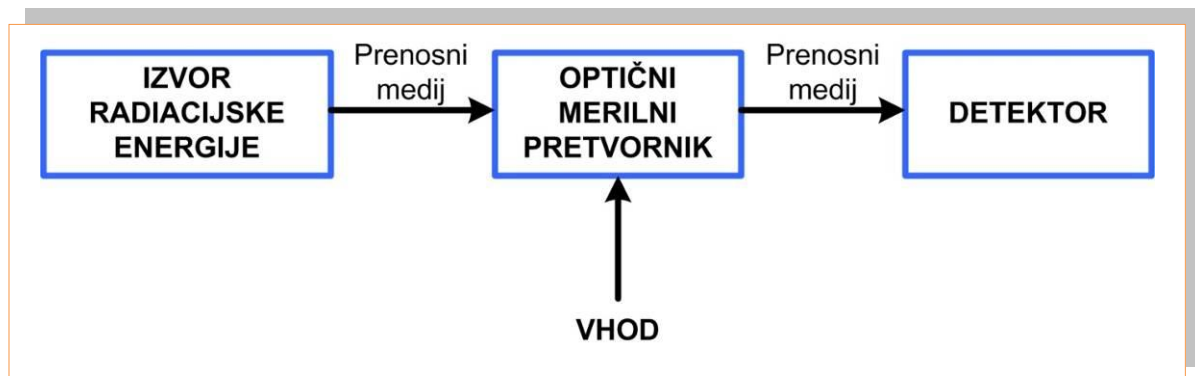 IZVOR
RADIACIJSKE
ENERGIJE
Prenosni
medij
OPTIČNI
MERILNI
PRETVORNIK
Prenosni
medij
DETEKTOR
VHOD